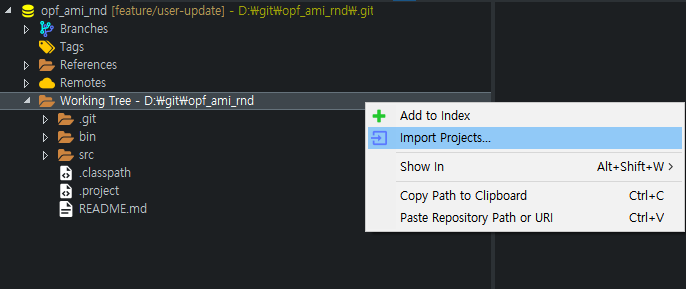 opf_ami_rnd [feature/user-update] - D:₩git₩opf_ami_rnd₩.git
Branches
Tags
References
Remotes
Working Tree - D:₩git₩opf_ami_rnd
.git
bin
src
.classpath
.project
README.md
Add to Index
Import Projects...
Show In Alt+Shift+W >
Copy Path to Clipboard Ctrl+C
Paste Repository Path or URI Ctrl+V